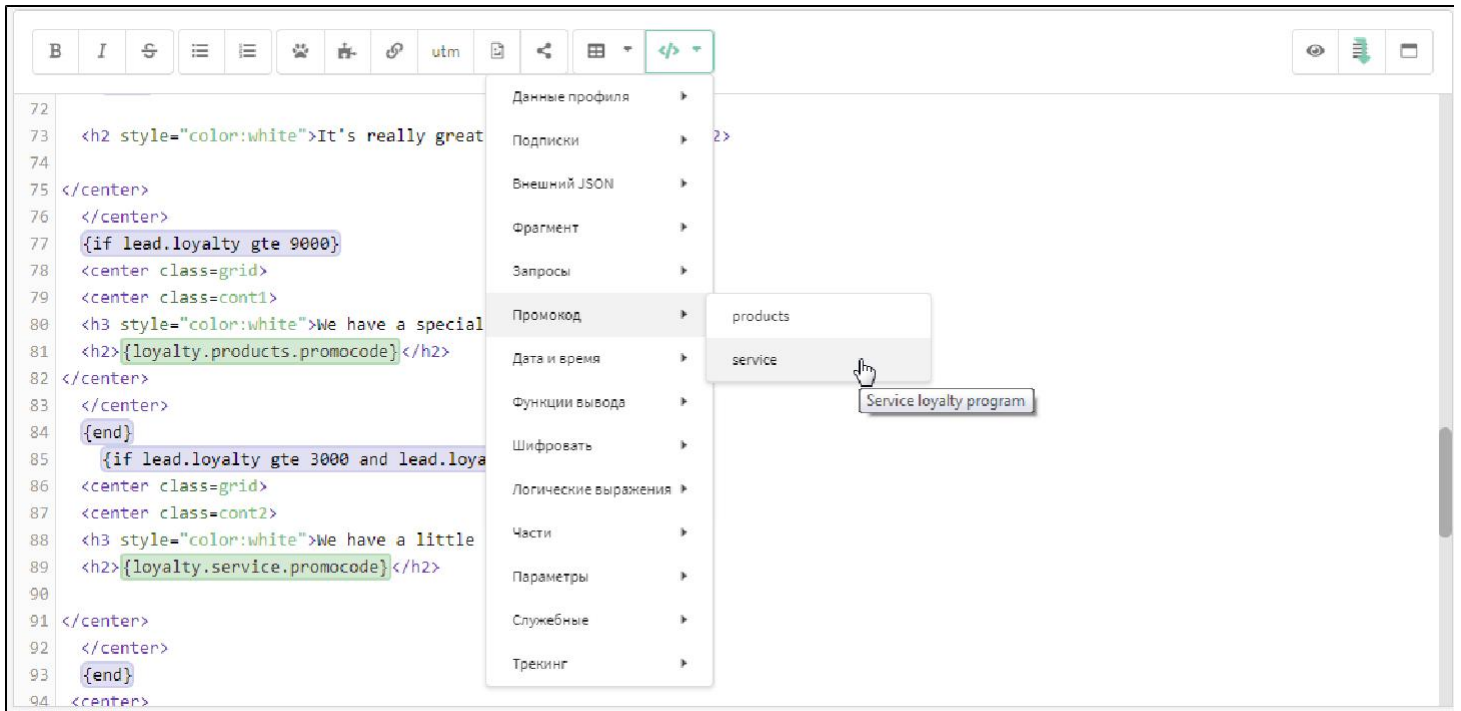 B I S utm </>
72
73 <h2 style="color:white">It's really great 2>
74
75 </center>
76 </center>
77 {if lead.loyalty gte 9000}
78 <center class=grid>
79 <center class=cont1>
80 <h3 style="color:white">We have a special
81 <h2>{loyalty.products.promocode}</h2>
82 </center>
83 </center>
84 {end}
85 {if lead.loyalty gte 3000 and lead.loya
86 <center class=grid>
87 <center class=cont2>
88 <h3 style="color:white">We have a little
89 <h2>{loyalty.service.promocode}</h2>
90
91 </center>
92 </center>
93 {end}
94 <center>
Данные профиля
Подписки
Внешний JSON
Фрагмент
Запросы
Промокод
Дата и время
Функции вывода
Шифровать
Логические выражения
Части
Параметры
Служебные
Трекинг
products
service
Service loyalty program